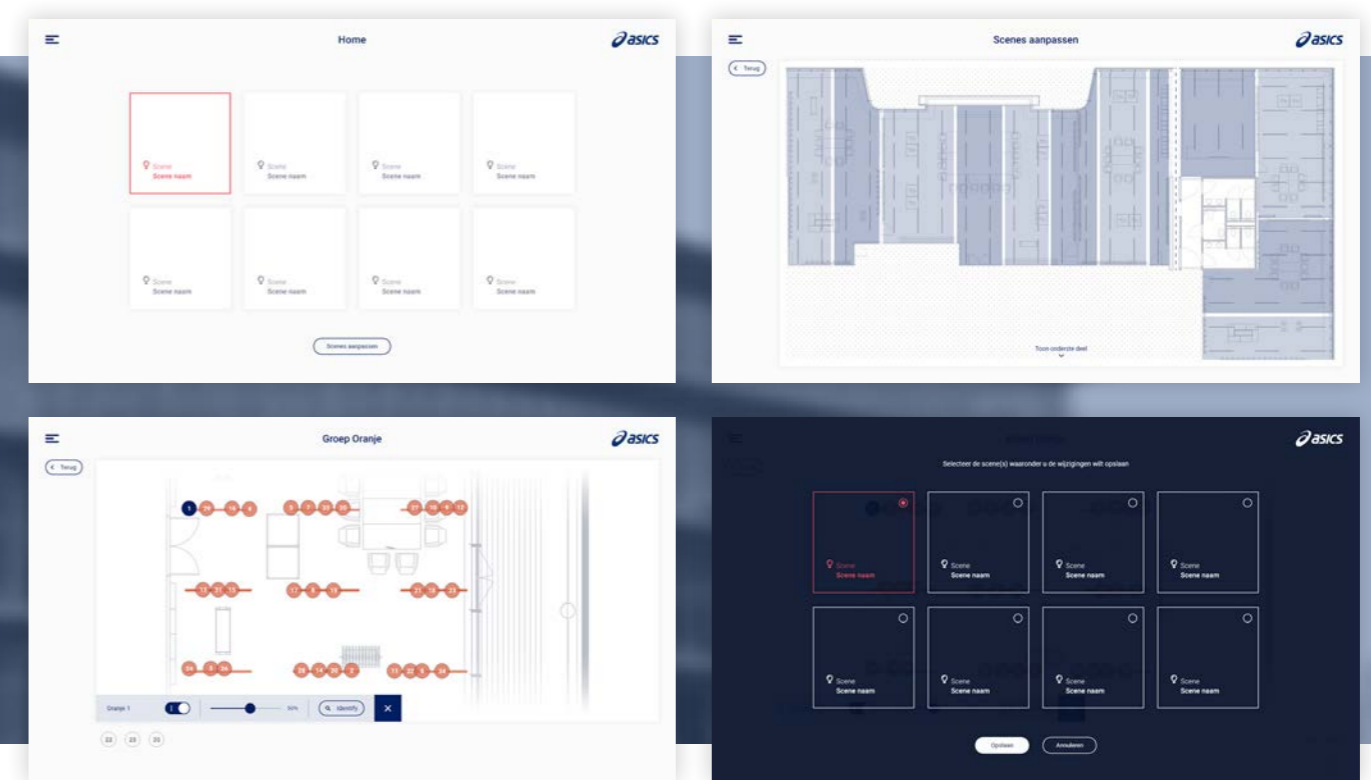 Home
asics
Scene
Scene naam
Scene
Scene naam
Scene
Scene naam
Scene
Scene naam
Scene
Scene naam
Scene
Scene naam
Scene
Scene naam
Scene
Scene naam
Scenes aanpassen
Scenes aanpassen
asics
Terug
Toon onderste deel
Groep Oranje
asics
Terug
1
Oranje 1
50%
Identify
asics
Selecteer de scene(s) waaronder u de wijzigingen wilt opslaan
Scene
Scene naam
Scene
Scene naam
Scene
Scene naam
Scene
Scene naam
Scene
Scene naam
Scene
Scene naam
Scene
Scene naam
Scene
Scene naam
Opslaan
Annuleren